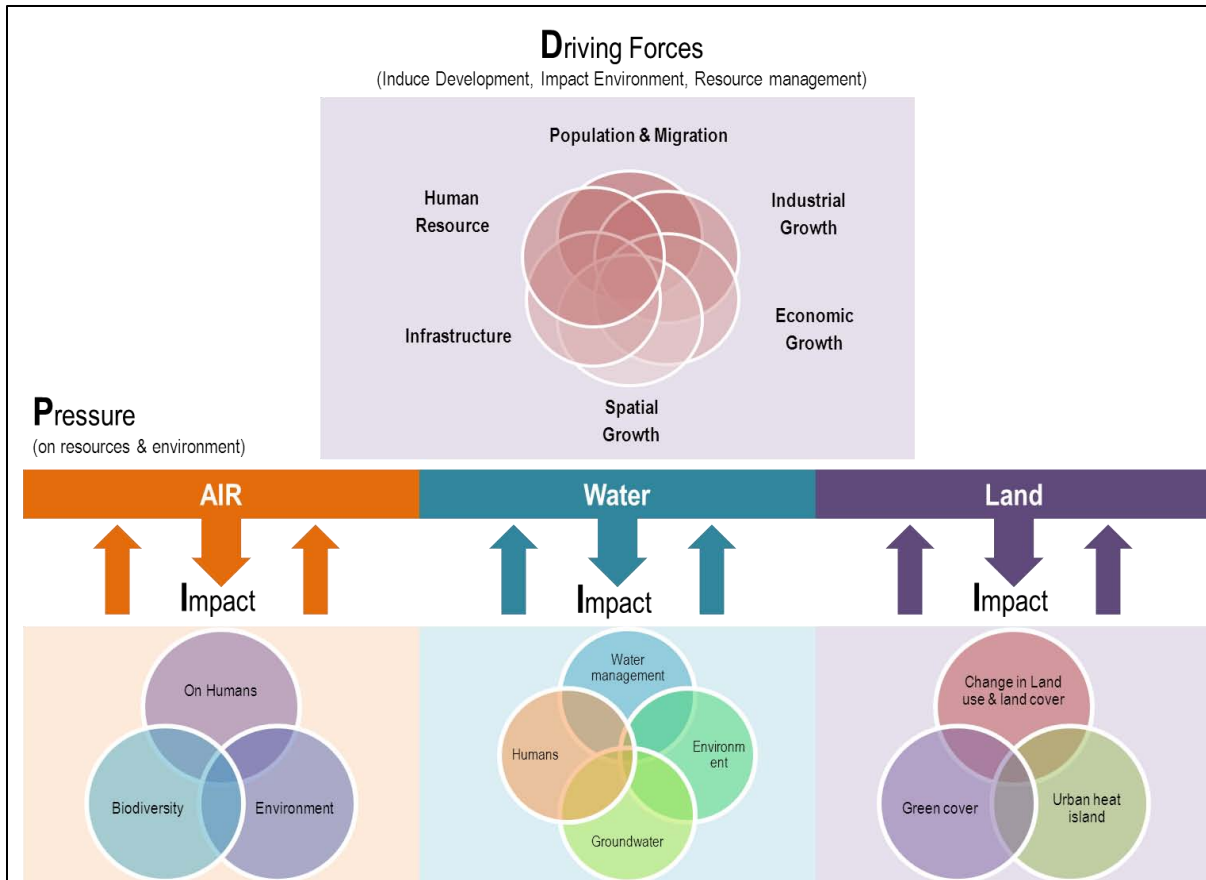 Driving Forces
(Induce Development, Impact Environment, Resource management)
Population & Migration
Human
Resource
Industrial
Growth
Infrastructure
Economic
Growth
Spatial
Growth
Pressure
(on resources & environment)
AIR
Water
Land
Impact
Impact
Impact
On Humans
Biodiversity
Environment
Water
management
Humans
Environm
ent
Groundwater
Change in Land
use & land cover
Green cover
Urban heat
island